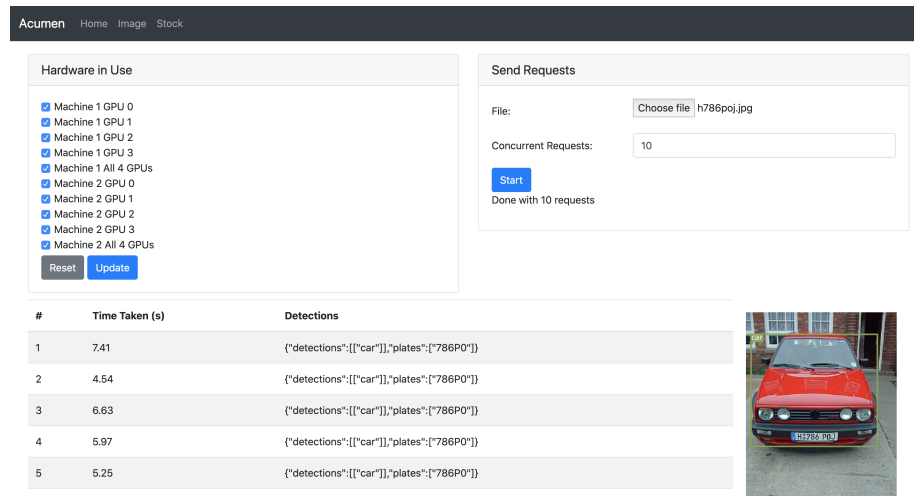 Acumen Home Image Stock
Hardware in Use
Machine 1 GPU 0
Machine 1 GPU 1
Machine 1 GPU 2
Machine 1 GPU 3
Machine 1 All 4 GPUs
Machine 2 GPU 0
Machine 2 GPU 1
Machine 2 GPU 2
Machine 2 GPU 3
Machine 2 All 4 GPUs
Reset Update
Send Requests
File: Choose file h786poj.jpg
Concurrent Requests: 10
Start
Done with 10 requests
# Time Taken (s) Detections
1 7.41 {"detections":[["car"]],"plates":["786P0"]}
2 4.54 {"detections":[["car"]],"plates":["786P0"]}
3 6.63 {"detections":[["car"]],"plates":["786P0"]}
4 5.97 {"detections":[["car"]],"plates":["786P0"]}
5 5.25 {"detections":[["car"]],"plates":["786P0"]}
car
H:786 POJ